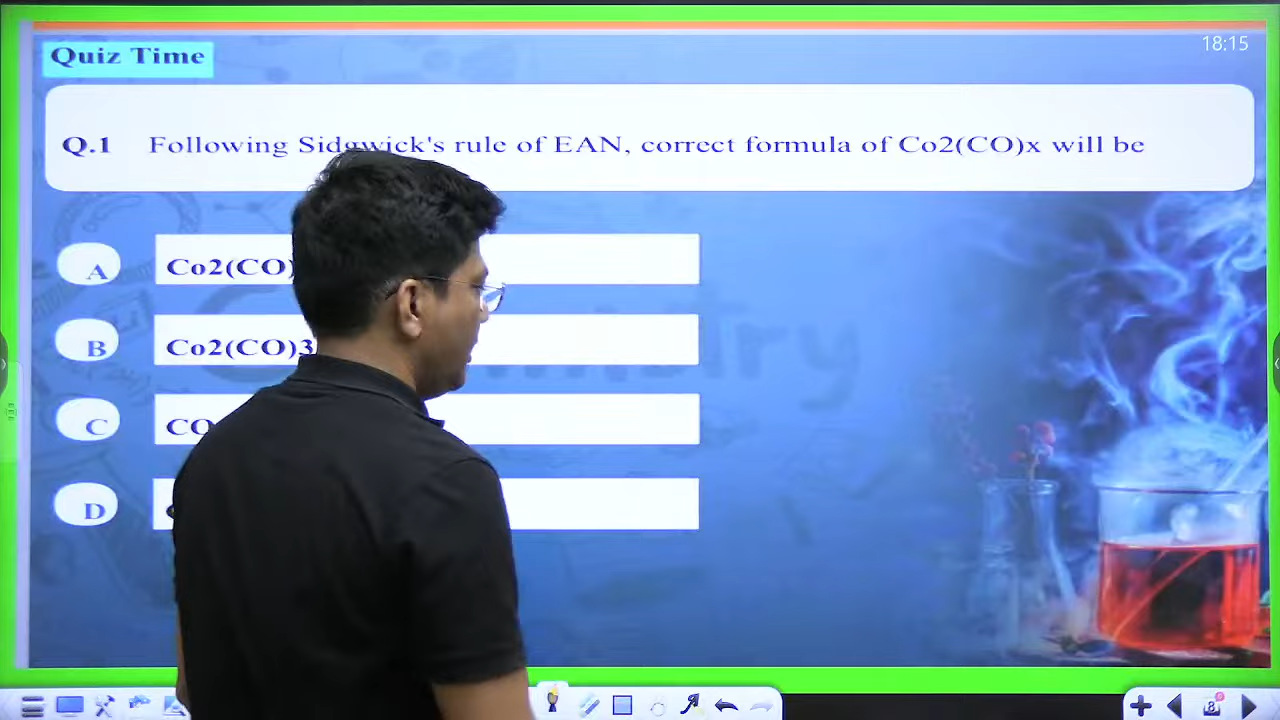 Quiz Time
18:15
Q.1 Following Sidgwick's rule of EAN, correct formula of Co2(CO)x will be
A Co2(CO)
B Co2(CO)3
C CO
D
8